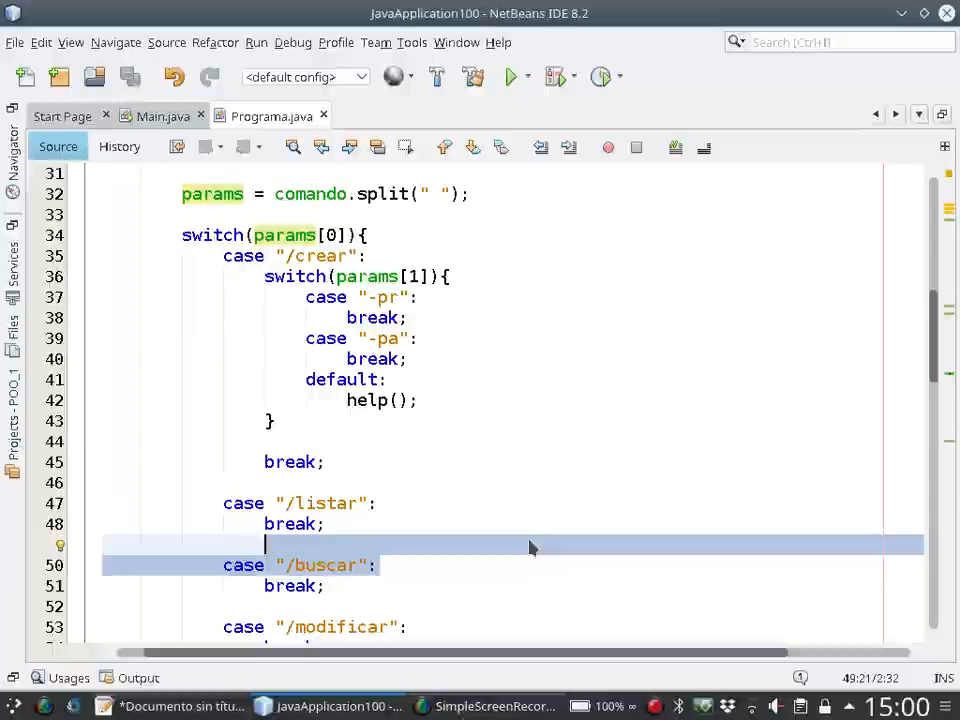 JavaApplication100 - NetBeans IDE 8.2
File Edit View Navigate Source Refactor Run Debug Profile Team Tools Window Help
Search [Ctrl+I]
<default config>
Start Page Main.java Programa.java
Source History
Navigator
Services
Files
Projects - POO_1
31
32 params = comando.split(" ");
33
34 switch(params[0]){
35 case "/crear":
36 switch(params[1]){
37 case "-pr":
38 break;
39 case "-pa":
40 break;
41 default:
42 help();
43 }
44
45 break;
46
47 case "/listar":
48 break;
50 case "/buscar":
51 break;
52
53 case "/modificar":
Usages Output
1
49:21/2:32 INS
*Documento sin títu... JavaApplication100 -... SimpleScreenRecor... 100% ∞ 15:00